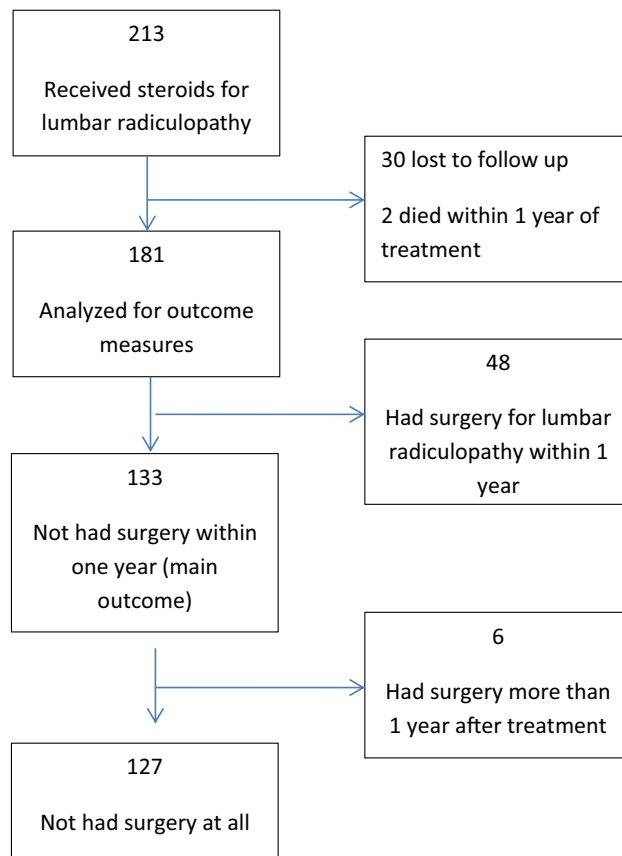 213
Received steroids for
lumbar radiculopathy
30 lost to follow up
2 died within 1 year of
treatment
181
Analyzed for outcome
measures
48
Had surgery for lumbar
radiculopathy within 1
year
133
Not had surgery within
one year (main
outcome)
6
Had surgery more than
1 year after treatment
127
Not had surgery at all